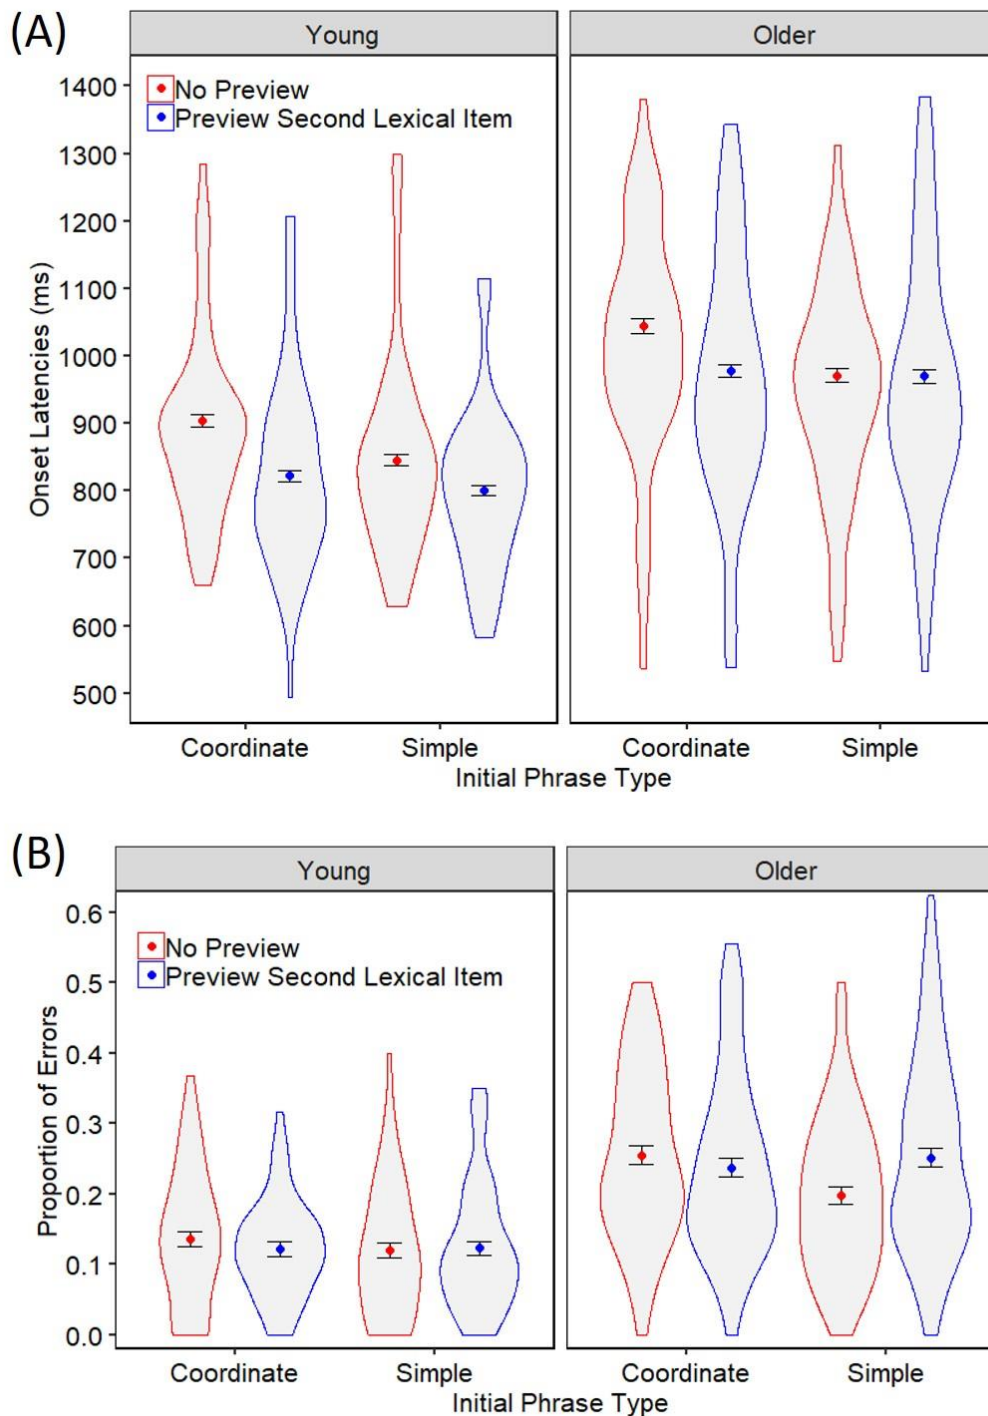 (A)
Young Older
No Preview
Preview Second Lexical Item
1400
1300
1200
1100
1000
900
800
700
600
500
Onset Latencies (ms)
Coordinate Simple Coordinate Simple
Initial Phrase Type
(B)
Young Older
No Preview
Preview Second Lexical Item
0.6
0.5
0.4
0.3
0.2
0.1
0.0
Proportion of Errors
Coordinate Simple Coordinate Simple
Initial Phrase Type